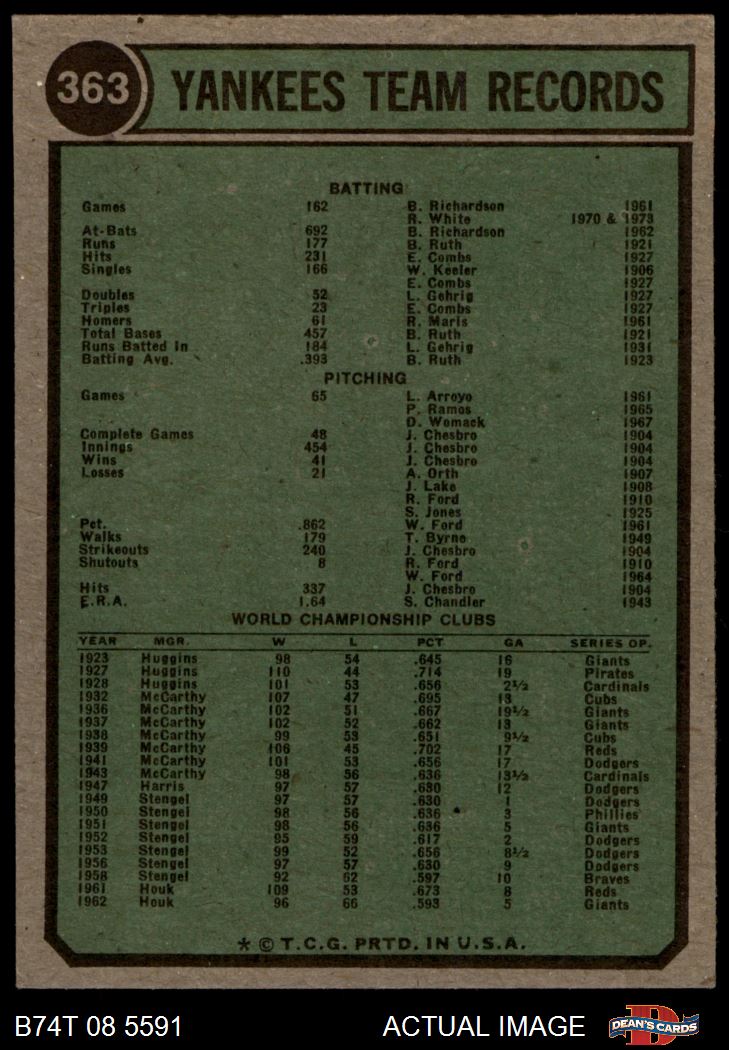 363 YANKEES TEAM RECORDS
BATTING
Games 162 B. Richardson 1961
R. White 1970 & 1973
At-Bats 692 B. Richardson 1962
Runs 177 B. Ruth 1921
Hits 231 E. Combs 1927
Singles 166 W. Keeler 1906
E. Combs 1927
Doubles 52 L. Gehrig 1927
Triples 23 E. Combs 1927
Homers 61 R. Maris 1961
Total Bases 457 B. Ruth 1921
Runs Batted In 184 L. Gehrig 1931
Batting Avg. .393 B. Ruth 1923
PITCHING
Games 65 L. Arroyo 1961
P. Ramos 1965
D. Womack 1967
Complete Games 48 J. Chesbro 1904
Innings 454 J. Chesbro 1904
Wins 41 J. Chesbro 1904
Losses 21 A. Orth 1907
J. Lake 1908
R. Ford 1910
S. Jones 1925
Pct. .862 W. Ford 1961
Walks 179 T. Byrne 1949
Strikeouts 240 J. Chesbro 1904
Shutouts 8 R. Ford 1910
W. Ford 1964
Hits 337 J. Chesbro 1904
E.R.A. 1.64 S. Chandler 1943
WORLD CHAMPIONSHIP CLUBS
YEAR MGR. W L PCT GA SERIES OP.
1923 Huggins 98 54 .645 16 Giants
1927 Huggins 110 44 .714 19 Pirates
1928 Huggins 101 53 .656 2½ Cardinals
1932 McCarthy 107 47 .695 13 Cubs
1936 McCarthy 102 51 .667 19½ Giants
1937 McCarthy 102 52 .662 13 Giants
1938 McCarthy 99 53 .651 9½ Cubs
1939 McCarthy 106 45 .702 17 Reds
1941 McCarthy 101 53 .656 17 Dodgers
1943 McCarthy 98 56 .636 13½ Cardinals
1947 Harris 97 57 .630 12 Dodgers
1949 Stengel 97 57 .630 1 Dodgers
1950 Stengel 98 56 .636 3 Phillies
1951 Stengel 98 56 .636 5 Giants
1952 Stengel 95 59 .617 2 Dodgers
1953 Stengel 99 52 .656 8½ Dodgers
1956 Stengel 97 57 .630 9 Dodgers
1958 Stengel 92 62 .597 10 Braves
1961 Houk 109 53 .673 8 Reds
1962 Houk 96 66 .593 5 Giants
* © T.C.G. PRTD. IN U.S.A.
B74T 08 5591 ACTUAL IMAGE DEAN'S CARDS